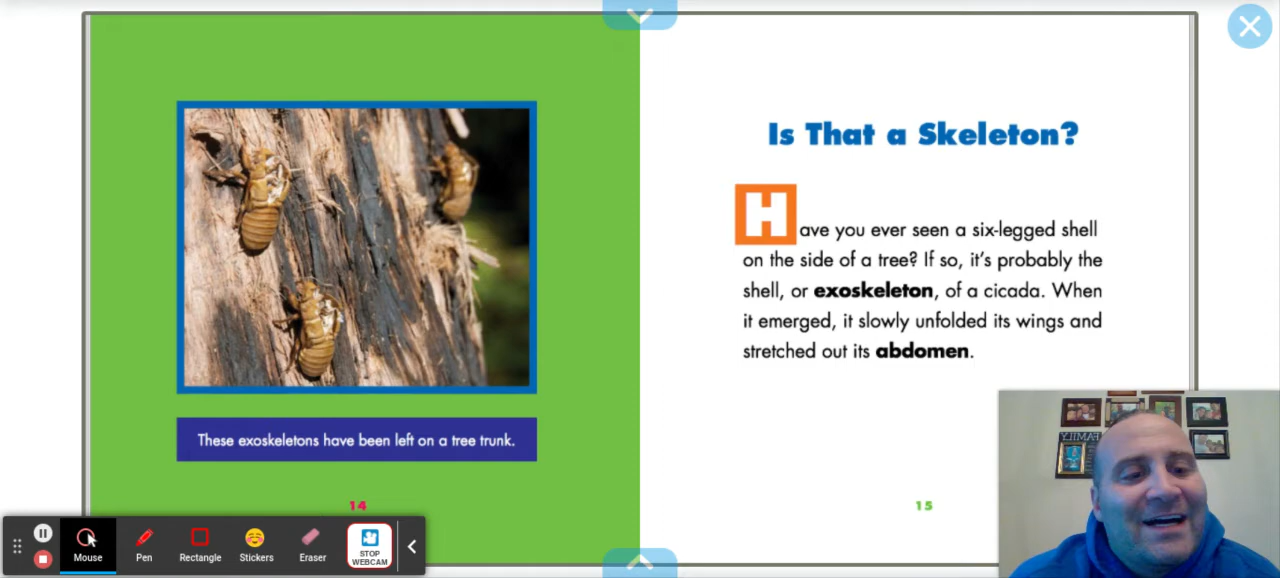 These exoskeletons have been left on a tree trunk.
14
Is That a Skeleton?
Have you ever seen a six-legged shell
on the side of a tree? If so, it's probably the
shell, or exoskeleton, of a cicada. When
it emerged, it slowly unfolded its wings and
stretched out its abdomen.
15
FAMILY
Mouse
Pen
Rectangle
Stickers
Eraser
STOP
WEBCAM